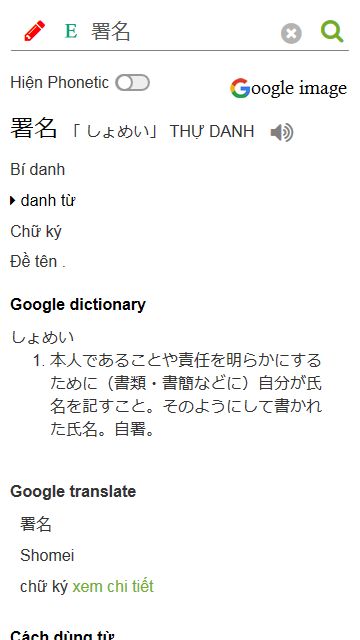 E 署名
Hiện Phonetic
Google image
署名 「 しょめい」 THỰ DANH
Bí danh
danh từ
Chữ ký
Đề tên .
Google dictionary
しょめい
1. 本人であることや責任を明らかにする
ために（書類・書簡などに）自分が氏
名を記すこと。そのようにして書かれ
た氏名。自署。
Google translate
署名
Shomei
chữ ký xem chi tiết
Cách dùng từ